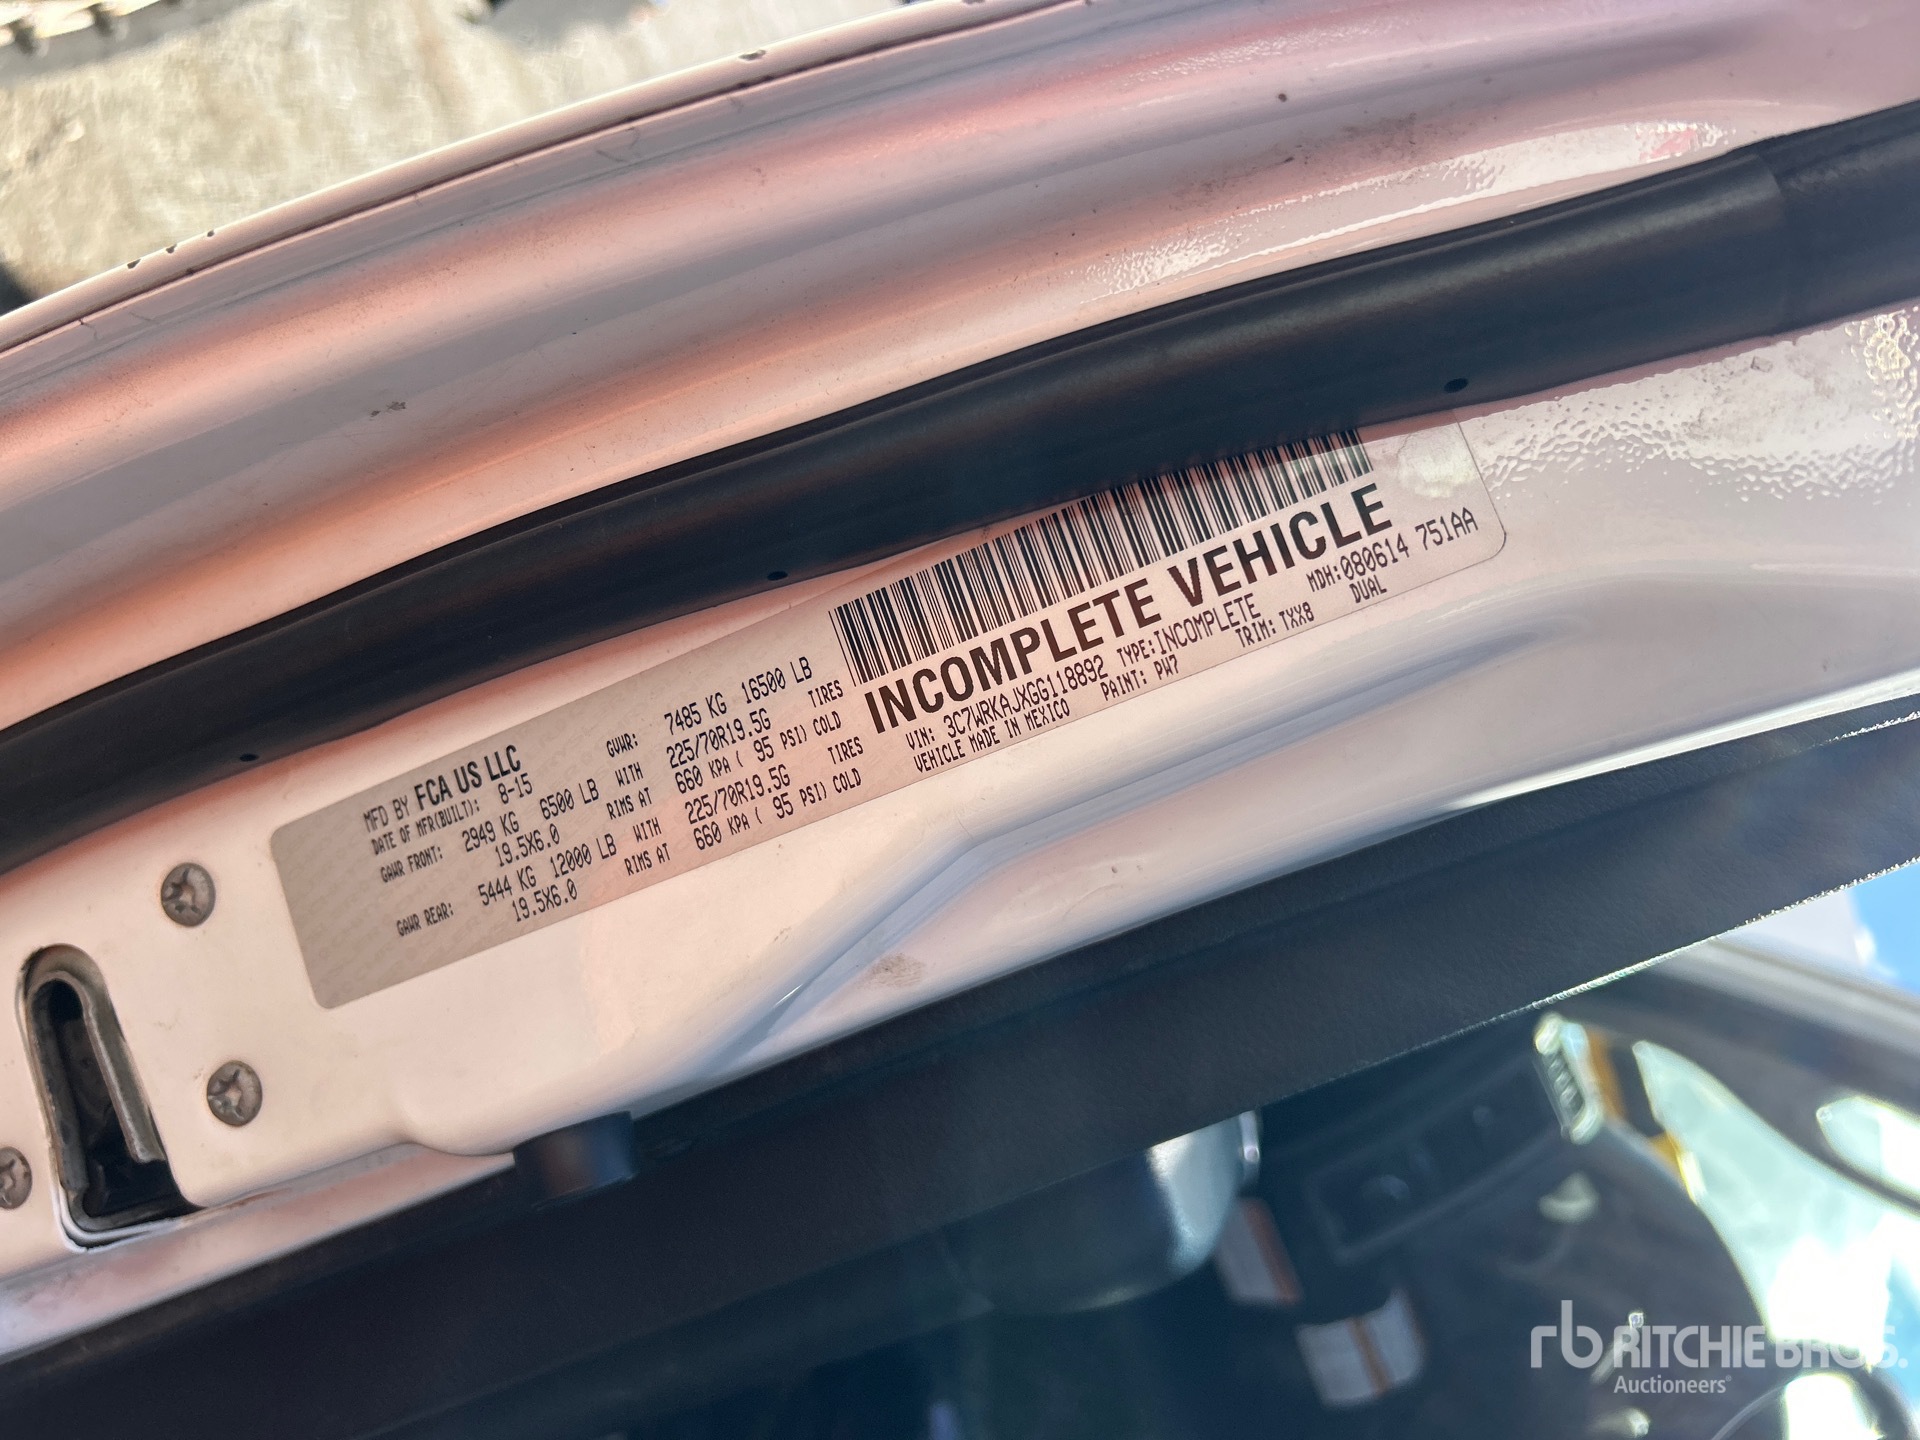 MFD BY FCA US LLC
DATE OF MFR(BUILT): 8-15 GVWR: 7485 KG 16500 LB
GAWR FRONT: 2949 KG 6500 LB WITH 225/70R19.5G TIRES
19.5X6.0 RIMS AT 660 KPA ( 95 PSI) COLD
GAWR REAR: 5444 KG 12000 LB WITH 225/70R19.5G TIRES
19.5X6.0 RIMS AT 660 KPA ( 95 PSI) COLD
INCOMPLETE VEHICLE
VIN: 3C7WRKAJXGG118892 TYPE:INCOMPLETE MDH:080614 751AA
VEHICLE MADE IN MEXICO PAINT: PW7 TRIM: TXX8 DUAL
rb RITCHIE BROS.
Auctioneers